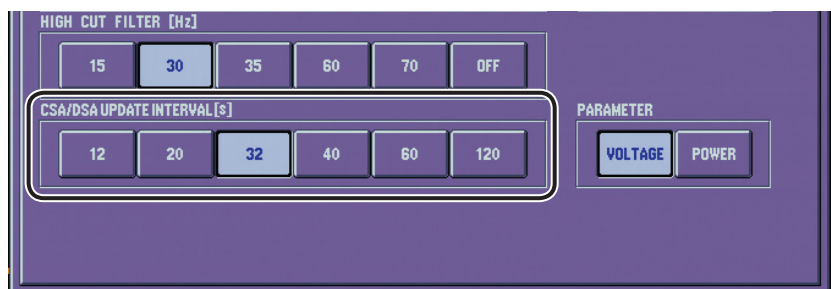 HIGH CUT FILTER [Hz]
15 30 35 60 70 OFF
CSA/DSA UPDATE INTERVAL[s] PARAMETER
12 20 32 40 60 120 VOLTAGE POWER